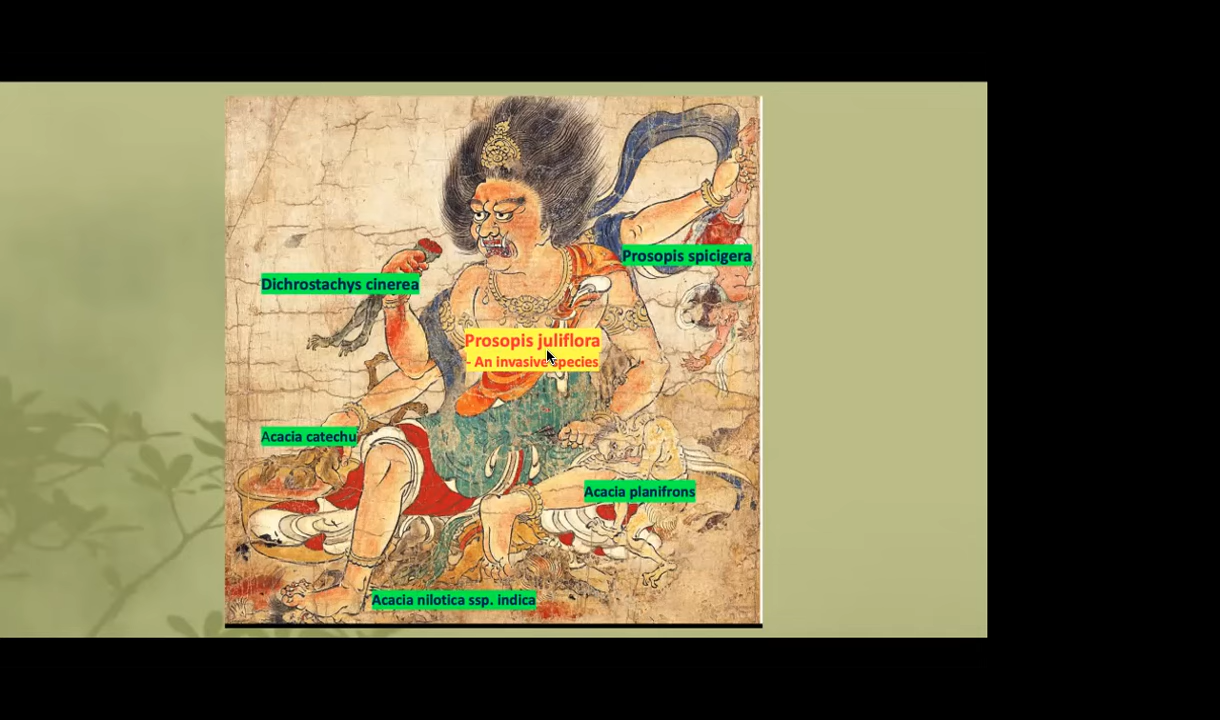 Prosopis spicigera
Dichrostachys cinerea
Prosopis juliflora
- An invasive species
Acacia catechu
Acacia planifrons
Acacia nilotica ssp. indica